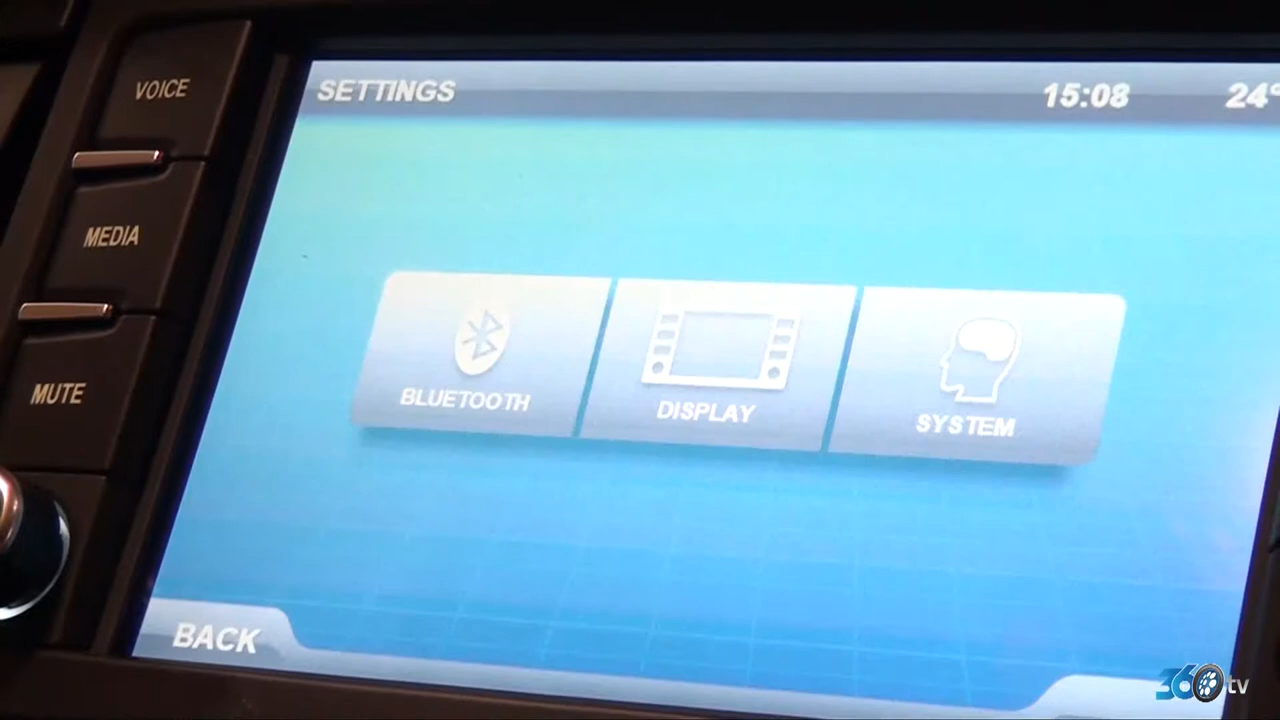 VOICE
MEDIA
MUTE
SETTINGS 15:08 24°
BLUETOOTH DISPLAY SYSTEM
BACK
360tv